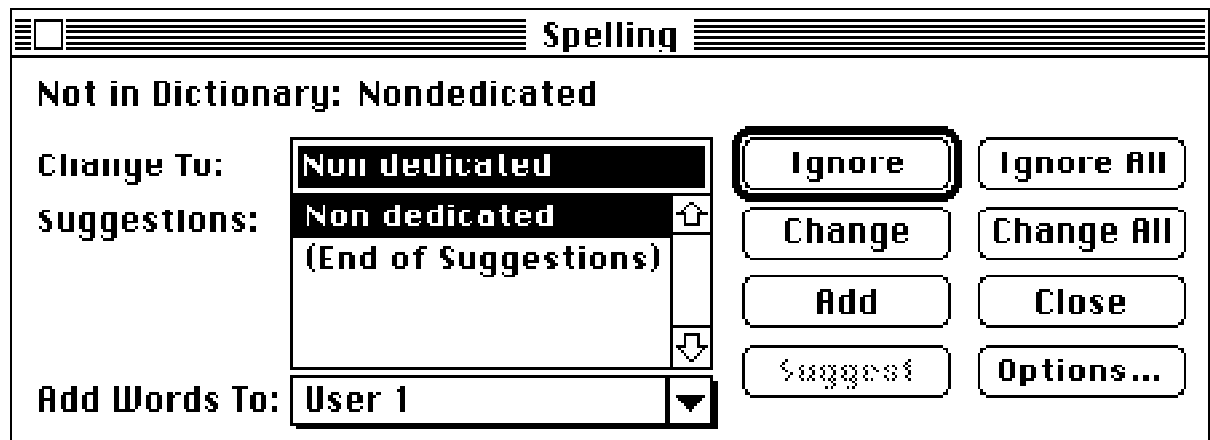 Spelling
Not in Dictionary: Nondedicated
Change To: Non dedicated
Ignore Ignore All
Suggestions: Non dedicated
Change Change All
(End of Suggestions)
Add Close
Suggest Options...
Add Words To: User 1